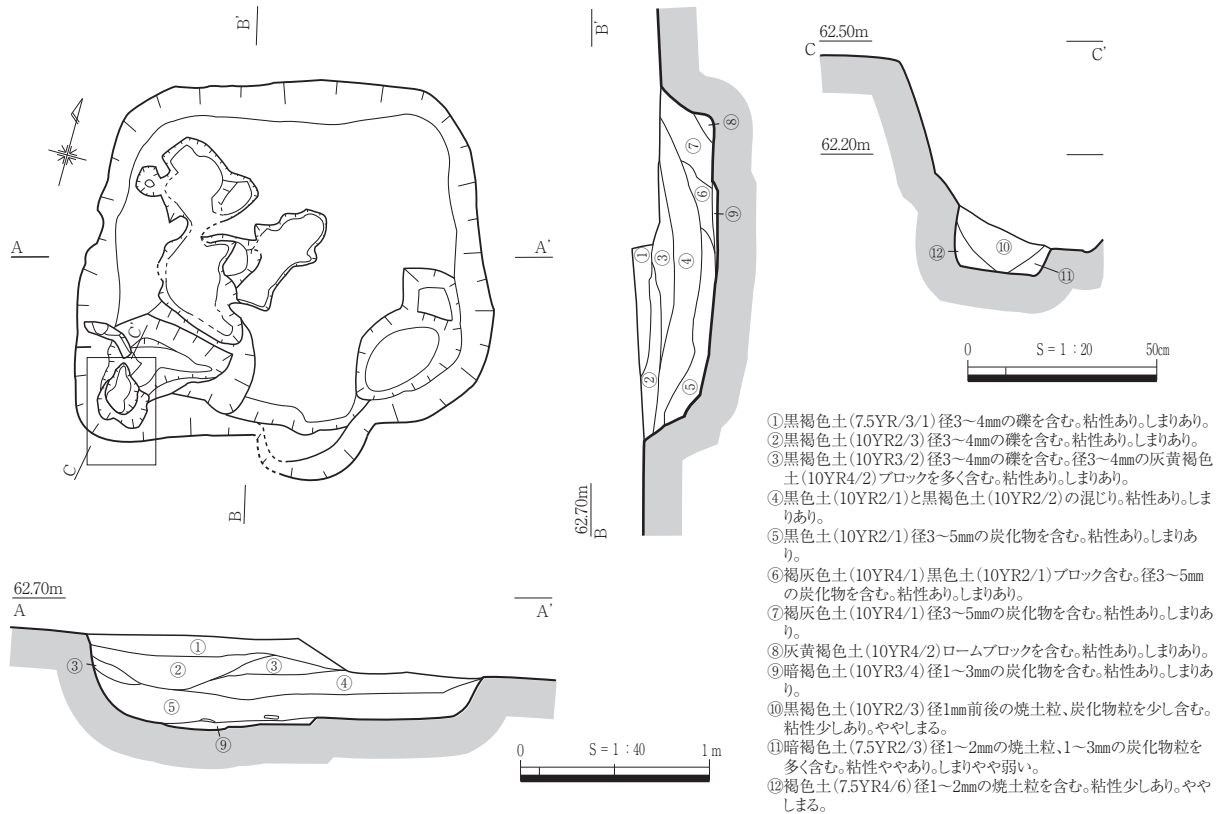 B'
A
A'
C'
C
B
B'
62.70m
B
①
②
③
④
⑤
⑥
⑦
⑧
⑨
62.50m
C
C'
62.20m
⑩
⑪
⑫
0 S = 1 : 20 50㎝
62.70m
A
A'
①
②
③
③
④
⑤
⑨
0 S = 1 : 40 1 m
①黒褐色土(7.5YR/3/1)径3～4㎜の礫を含む。粘性あり。しまりあり。
②黒褐色土(10YR2/3)径3～4㎜の礫を含む。粘性あり。しまりあり。
③黒褐色土(10YR3/2)径3～4㎜の礫を含む。径3～4㎜の灰黄褐色
土(10YR4/2)ブロックを多く含む。粘性あり。しまりあり。
④黒色土(10YR2/1)と黒褐色土(10YR2/2)の混じり。粘性あり。しま
りあり。
⑤黒色土(10YR2/1)径3～5㎜の炭化物を含む。粘性あり。しまりあ
り。
⑥褐灰色土(10YR4/1)黒色土(10YR2/1)ブロック含む。径3～5㎜
の炭化物を含む。粘性あり。しまりあり。
⑦褐灰色土(10YR4/1)径3～5㎜の炭化物を含む。粘性あり。しまりあ
り。
⑧灰黄褐色土(10YR4/2)ロームブロックを含む。粘性あり。しまりあり。
⑨暗褐色土(10YR3/4)径1～3㎜の炭化物を含む。粘性あり。しまりあ
り。
⑩黒褐色土(10YR2/3)径1㎜前後の焼土粒、炭化物粒を少し含む。
粘性少しあり。ややしまる。
⑪暗褐色土(7.5YR2/3)径1～2㎜の焼土粒、1～3㎜の炭化物粒を
多く含む。粘性ややあり。しまりやや弱い。
⑫褐色土(7.5YR4/6)径1～2㎜の焼土粒を含む。粘性少しあり。やや
しまる。